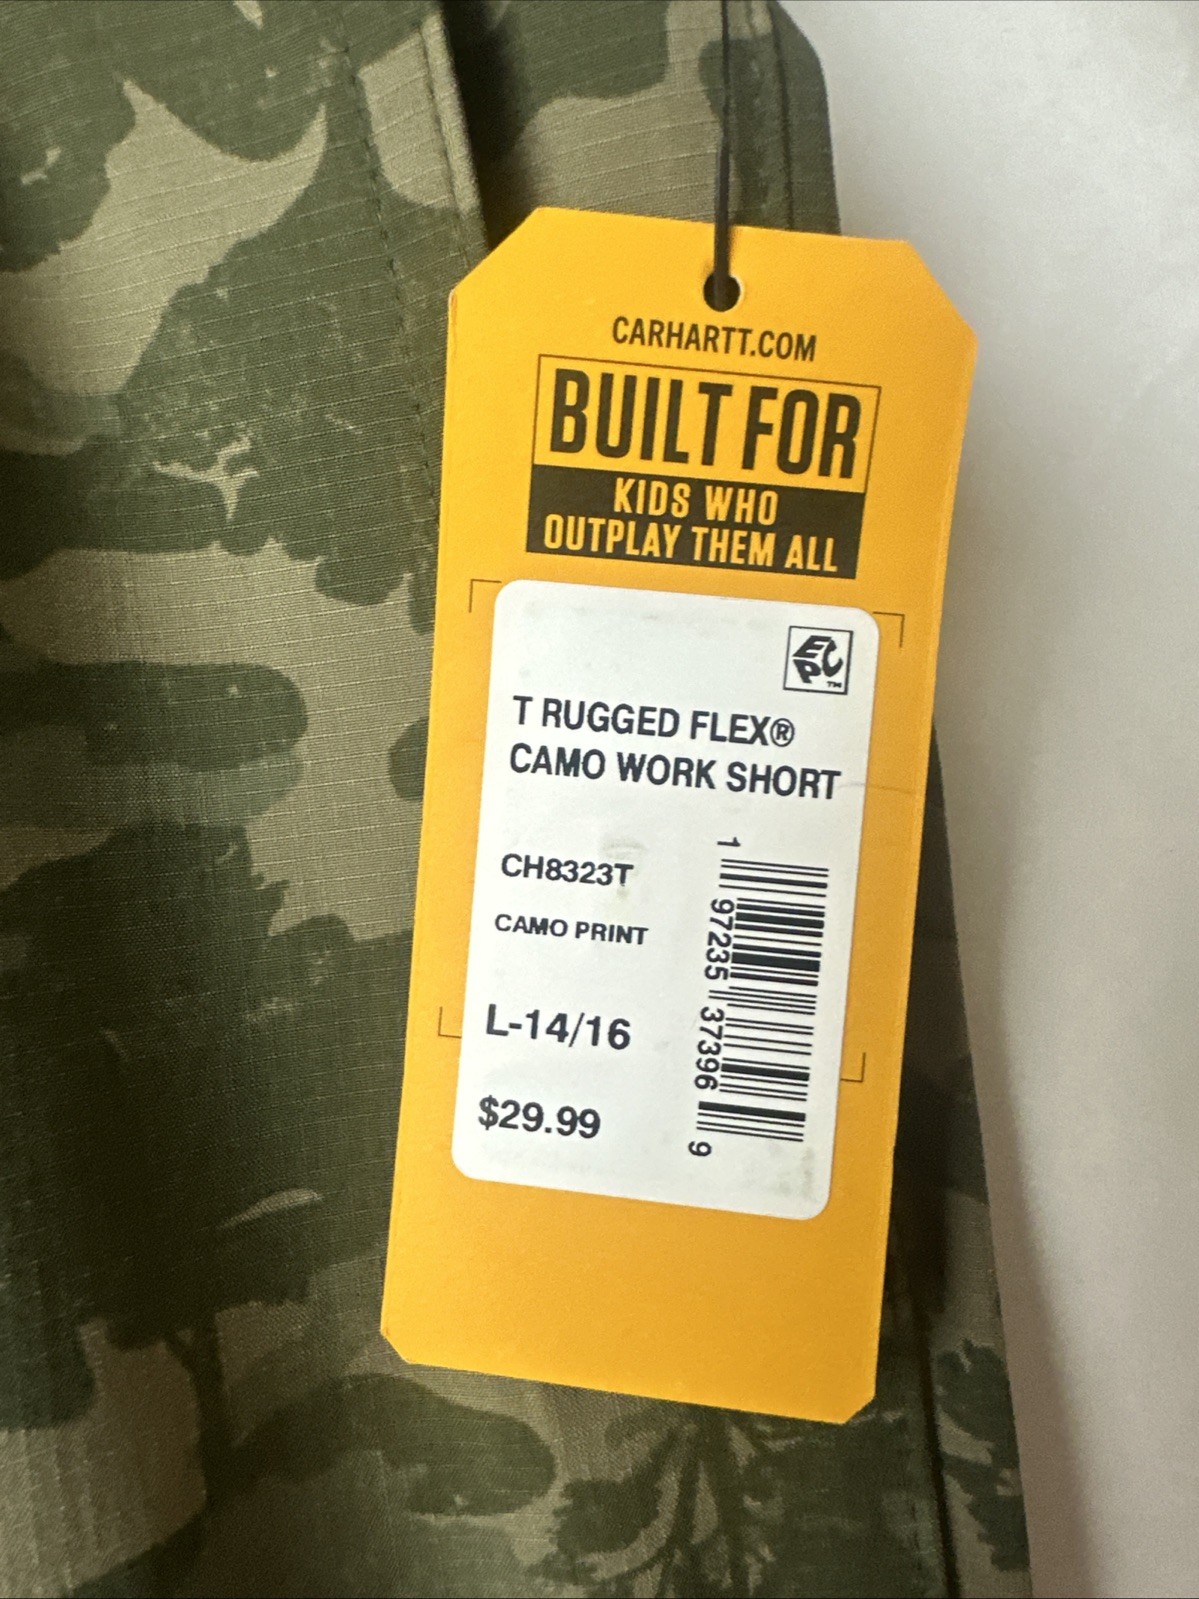 CARHARTT.COM
BUILT FOR
KIDS WHO
OUTPLAY THEM ALL
EPC™
T RUGGED FLEX®
CAMO WORK SHORT
CH8323T
CAMO PRINT
L-14/16
$29.99
1 97235 37396 9